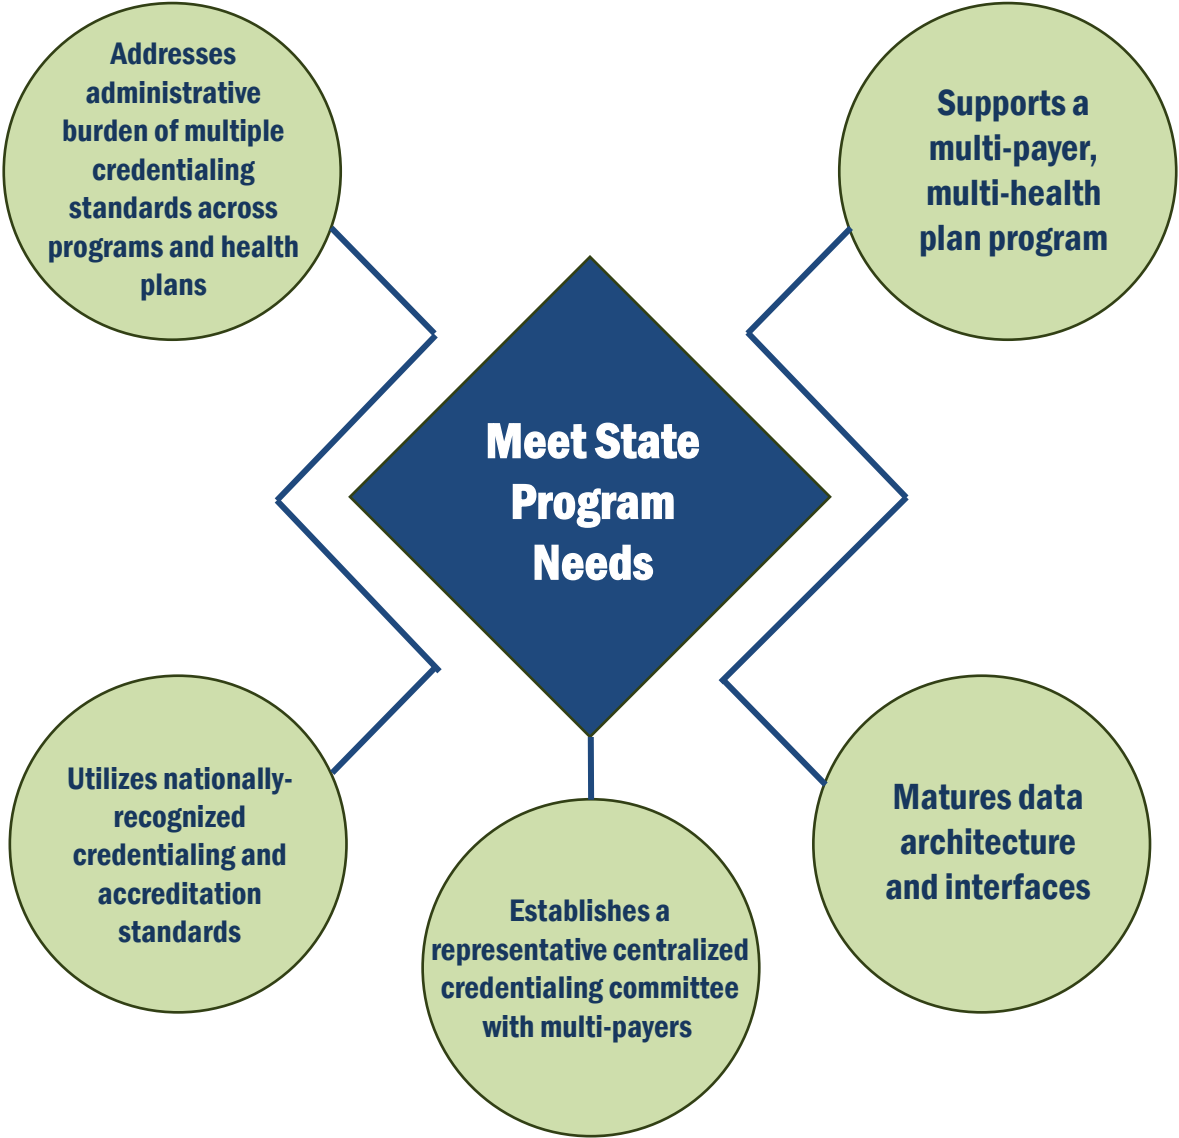 Addresses
administrative
burden of multiple
credentialing
standards across
programs and health
plans
Supports a
multi-payer,
multi-health
plan program
Meet State
Program
Needs
Utilizes nationally-
recognized
credentialing and
accreditation
standards
Establishes a
representative centralized
credentialing committee
with multi-payers
Matures data
architecture
and interfaces